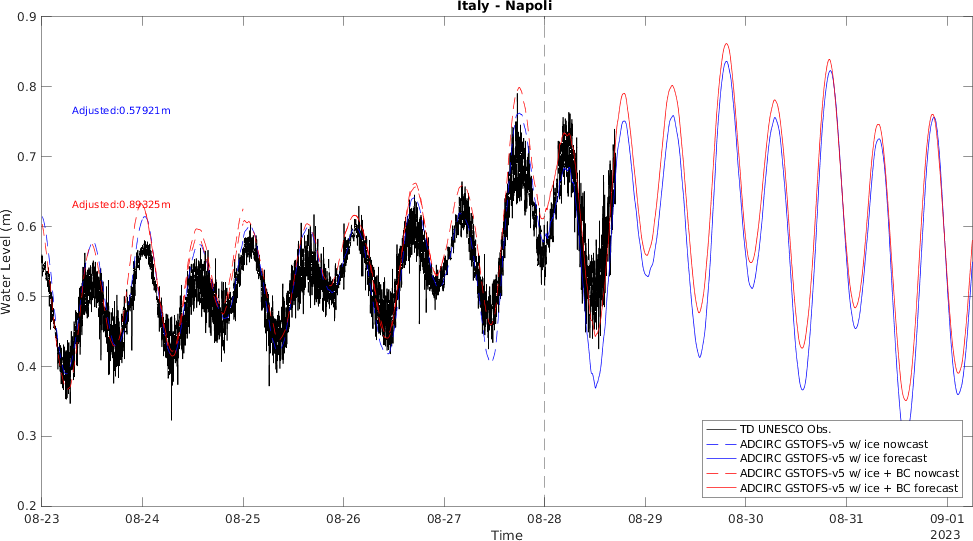 Italy - Napoli
0.9
0.8
0.7
0.6
0.5
0.4
0.3
0.2
Water Level (m)
Adjusted:0.57921m
Adjusted:0.89325m
TD UNESCO Obs.
ADCIRC GSTOFS-v5 w/ ice nowcast
ADCIRC GSTOFS-v5 w/ ice forecast
ADCIRC GSTOFS-v5 w/ ice + BC nowcast
ADCIRC GSTOFS-v5 w/ ice + BC forecast
08-23 08-24 08-25 08-26 08-27 08-28 08-29 08-30 08-31 09-01
2023
Time